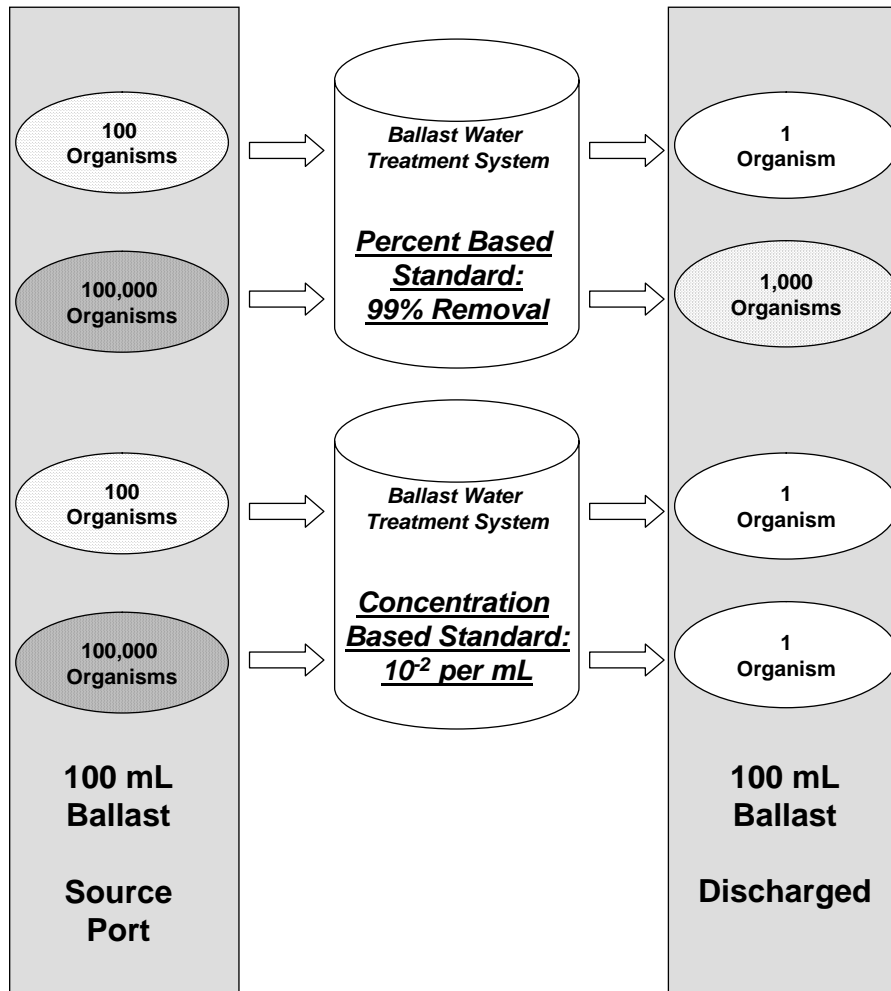 100
Organisms
Ballast Water
Treatment System
1
Organism
Percent Based
Standard:
99% Removal
100,000
Organisms
1,000
Organisms
100
Organisms
Ballast Water
Treatment System
1
Organism
Concentration
Based Standard:
10⁻² per mL
100,000
Organisms
1
Organism
100 mL
Ballast
Source
Port
100 mL
Ballast
Discharged